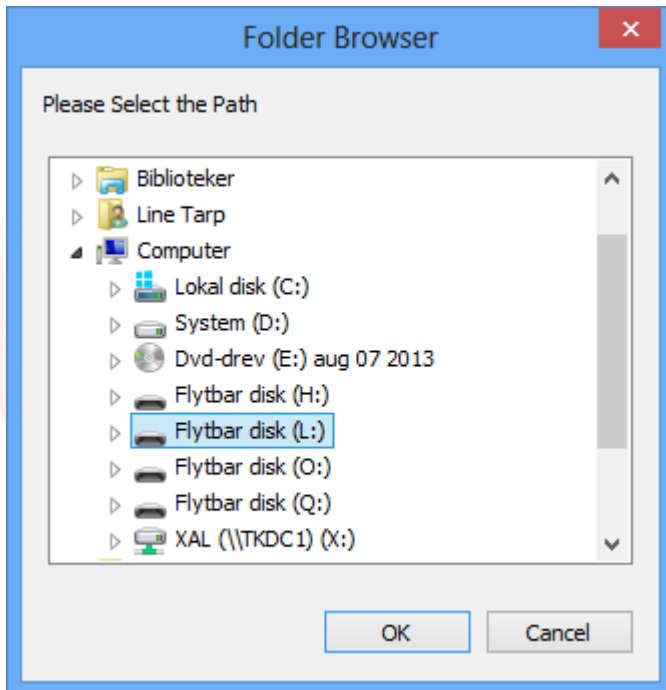 Folder Browser
Please Select the Path
Biblioteker
Line Tarp
Computer
Lokal disk (C:)
System (D:)
Dvd-drev (E:) aug 07 2013
Flytbar disk (H:)
Flytbar disk (L:)
Flytbar disk (O:)
Flytbar disk (Q:)
XAL (\\TKDC1) (X:)
OK Cancel